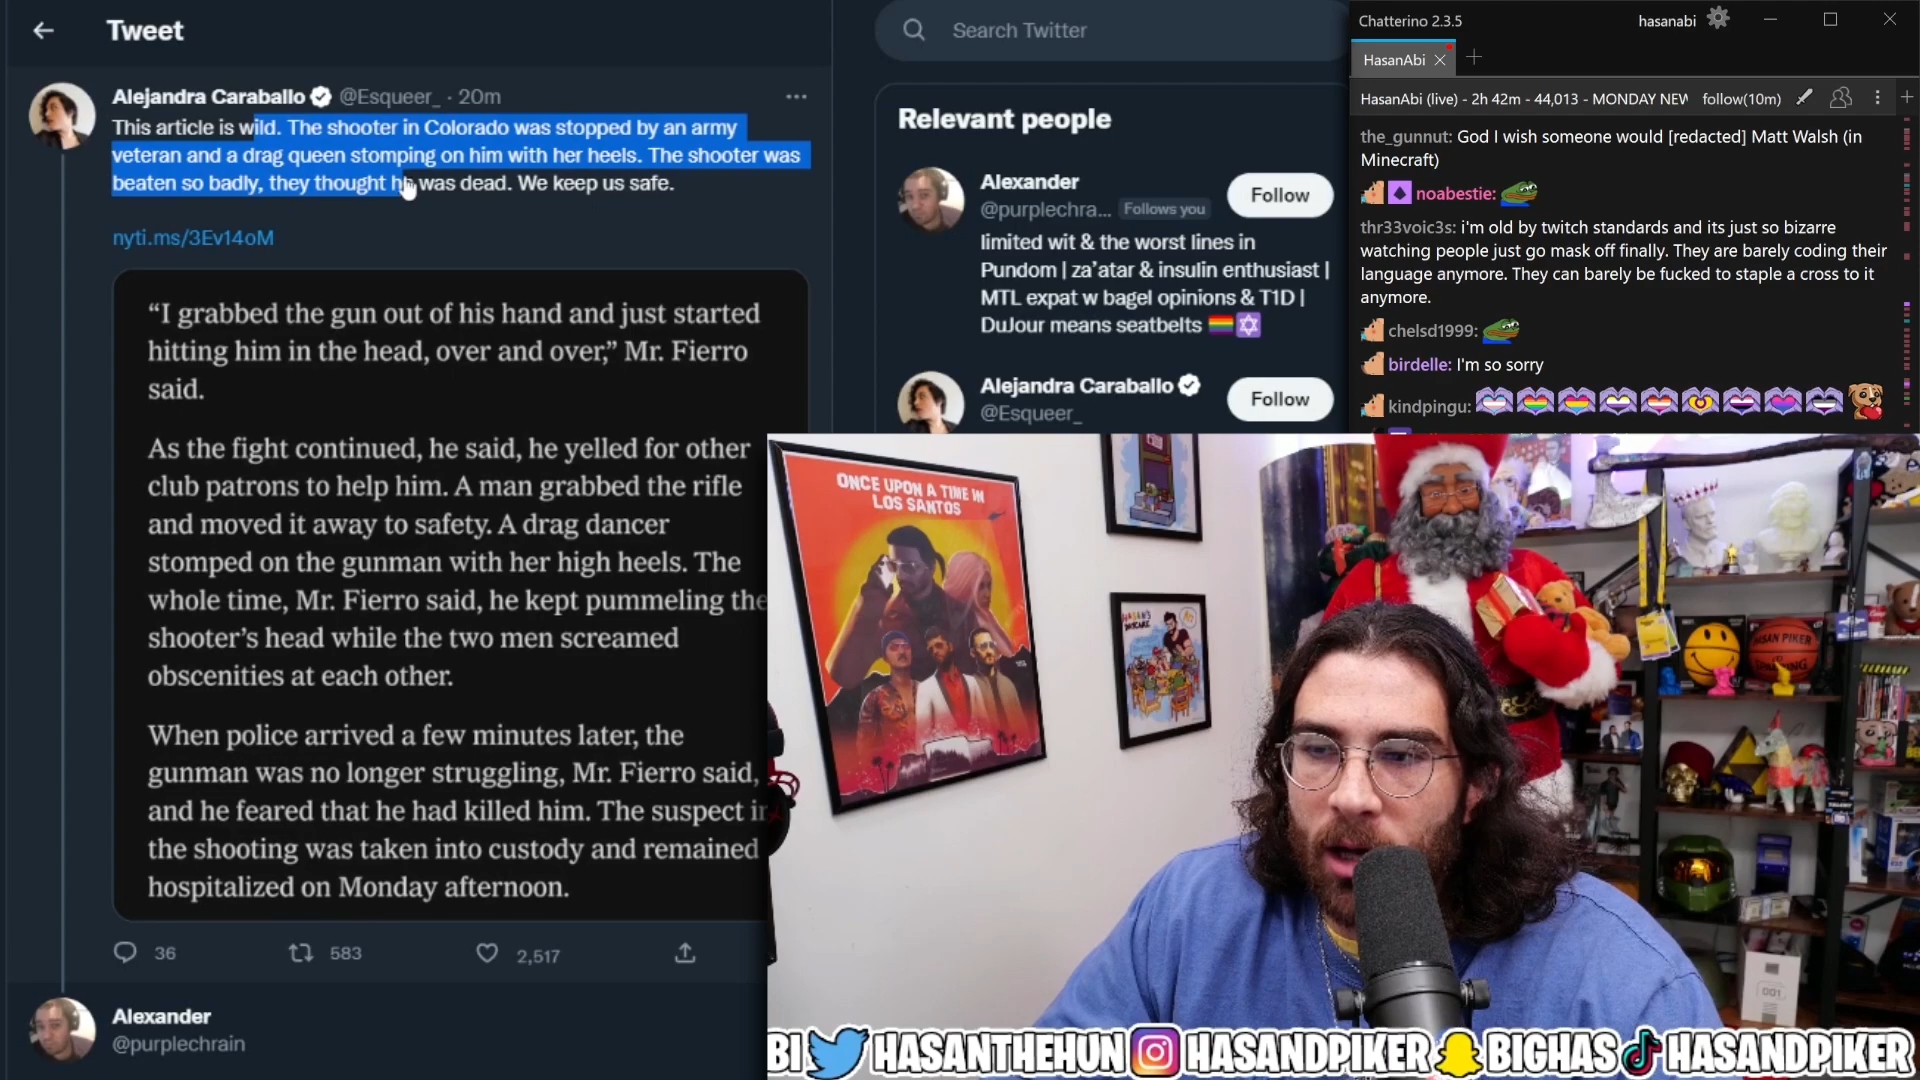 Tweet
Alejandra Caraballo @Esqueer_ · 20m
This article is wild. The shooter in Colorado was stopped by an army
veteran and a drag queen stomping on him with her heels. The shooter was
beaten so badly, they thought he was dead. We keep us safe.
nyti.ms/3Ev14oM
“I grabbed the gun out of his hand and just started
hitting him in the head, over and over,” Mr. Fierro
said.
As the fight continued, he said, he yelled for other
club patrons to help him. A man grabbed the rifle
and moved it away to safety. A drag dancer
stomped on the gunman with her high heels. The
whole time, Mr. Fierro said, he kept pummeling the
shooter’s head while the two men screamed
obscenities at each other.
When police arrived a few minutes later, the
gunman was no longer struggling, Mr. Fierro said,
and he feared that he had killed him. The suspect in
the shooting was taken into custody and remained
hospitalized on Monday afternoon.
36
583
2,517
Alexander
@purplechrain
Search Twitter
Relevant people
Alexander
@purplechra... Follows you
Follow
limited wit & the worst lines in
Pundom | za’atar & insulin enthusiast |
MTL expat w bagel opinions & T1D |
DuJour means seatbelts
Alejandra Caraballo
@Esqueer_
Follow
Chatterino 2.3.5
hasanabi
HasanAbi
HasanAbi (live) - 2h 42m - 44,013 - MONDAY NEW
follow(10m)
the_gunnut: God I wish someone would [redacted] Matt Walsh (in
Minecraft)
noabestie:
thr33voic3s: i'm old by twitch standards and its just so bizarre
watching people just go mask off finally. They are barely coding their
language anymore. They can barely be fucked to staple a cross to it
anymore.
chelsd1999:
birdelle: I'm so sorry
kindpingu:
ONCE UPON A TIME IN
LOS SANTOS
HASAN PIKER
001
BI HASANTHEHUN HASANDPIKER BIGHAS HASANDPIKER